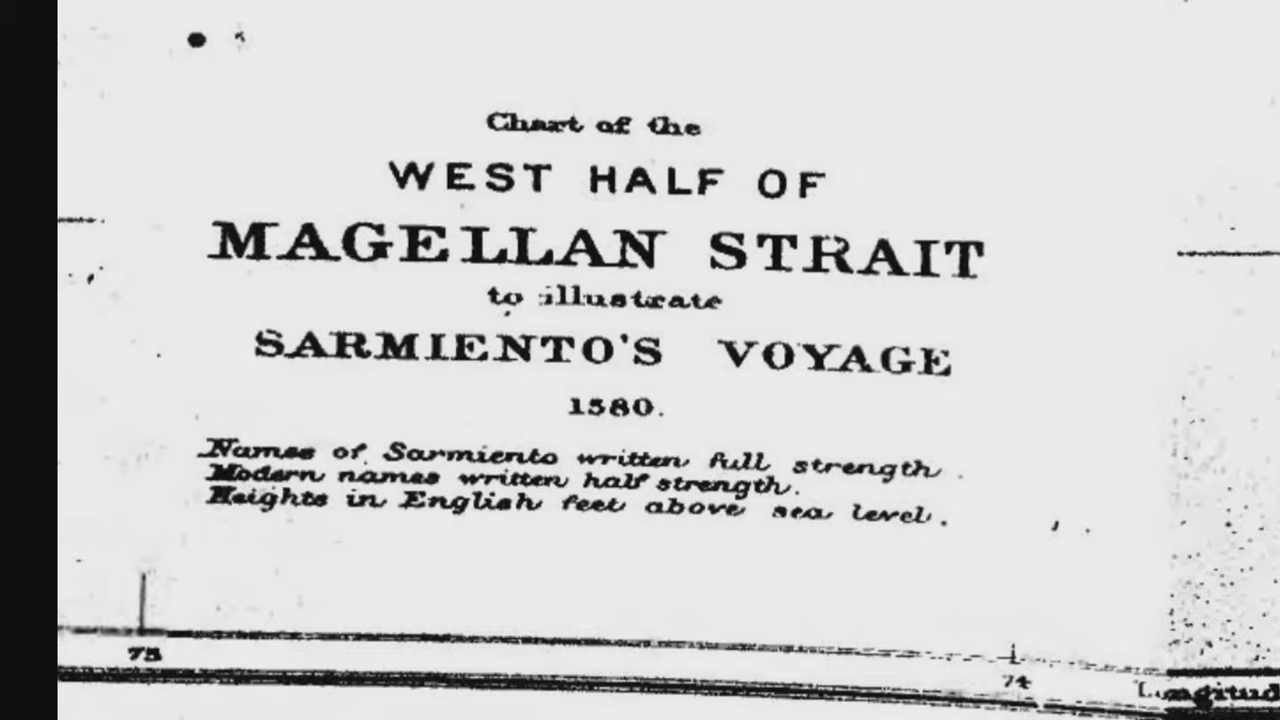 Chart of the
WEST HALF OF
MAGELLAN STRAIT
to illustrate
SARMIENTO'S VOYAGE
1580.
Names of Sarmiento written full strength.
Modern names written half strength.
Heights in English feet above sea level.
75
74
Longitud